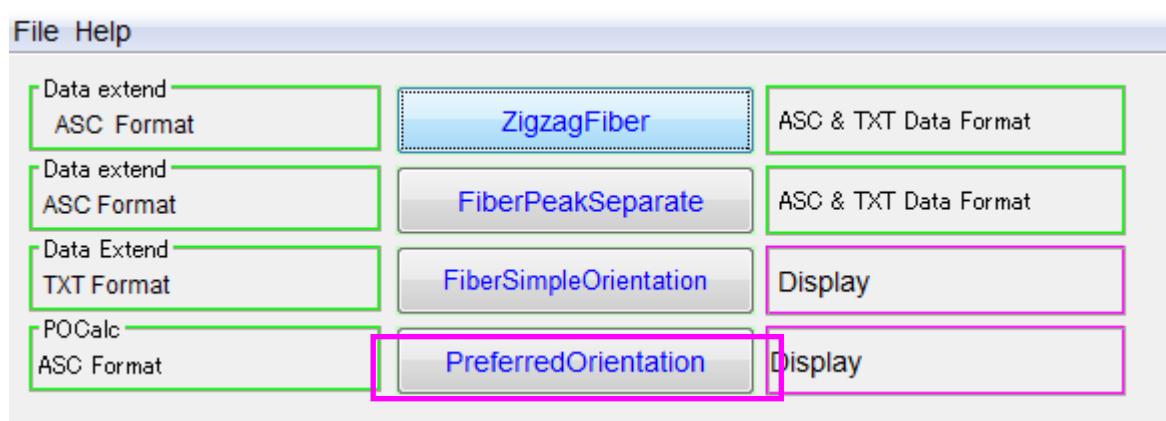 File Help
Data extend
ASC Format
ZigzagFiber
ASC & TXT Data Format
Data extend
ASC Format
FiberPeakSeparate
ASC & TXT Data Format
Data Extend
TXT Format
FiberSimpleOrientation
Display
POCalc
ASC Format
PreferredOrientation
Display